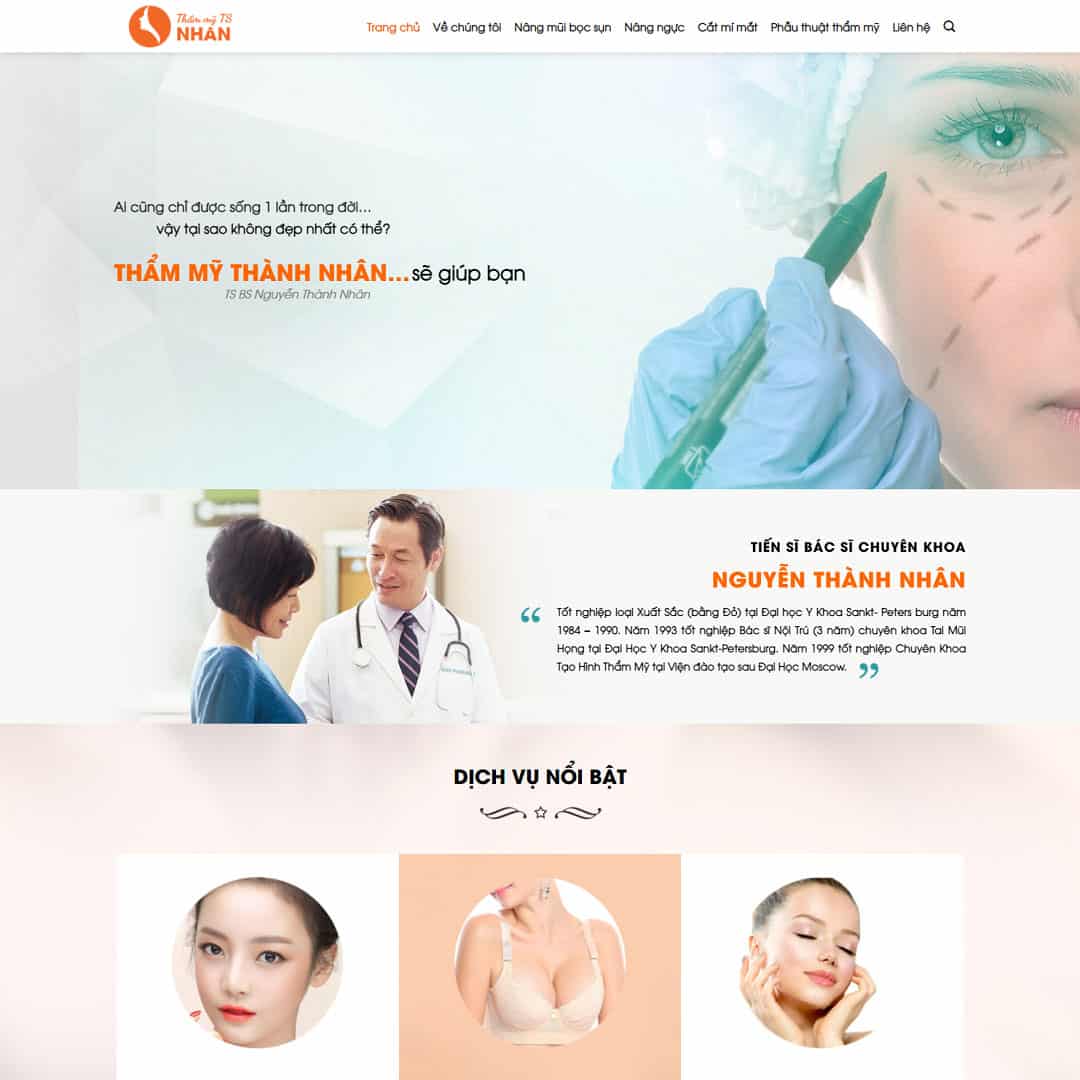 Thẩm mỹ TS
NHÂN
Trang chủ Về chúng tôi Nâng mũi bọc sụn Nâng ngực Cắt mí mắt Phẫu thuật thẩm mỹ Liên hệ
Ai cũng chỉ được sống 1 lần trong đời...
vậy tại sao không đẹp nhất có thể?
THẨM MỸ THÀNH NHÂN... sẽ giúp bạn
TS BS Nguyễn Thành Nhân
TIẾN SĨ BÁC SĨ CHUYÊN KHOA
NGUYỄN THÀNH NHÂN
“ Tốt nghiệp loại Xuất Sắc (bằng Đỏ) tại Đại học Y Khoa Sankt- Peters burg năm
1984 – 1990. Năm 1993 tốt nghiệp Bác sĩ Nội Trú (3 năm) chuyên khoa Tai Mũi
Họng tại Đại Học Y Khoa Sankt-Petersburg. Năm 1999 tốt nghiệp Chuyên Khoa
Tạo Hình Thẩm Mỹ tại Viện đào tạo sau Đại Học Moscow. ”
DỊCH VỤ NỔI BẬT